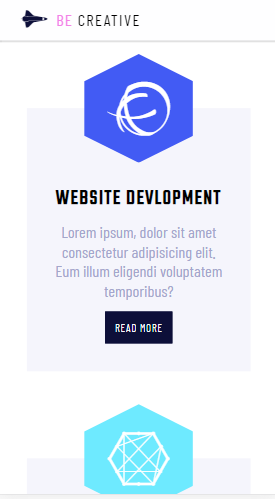 BE CREATIVE
WEBSITE DEVLOPMENT
Lorem ipsum, dolor sit amet
consectetur adipisicing elit.
Eum illum eligendi voluptatem
temporibus?
READ MORE